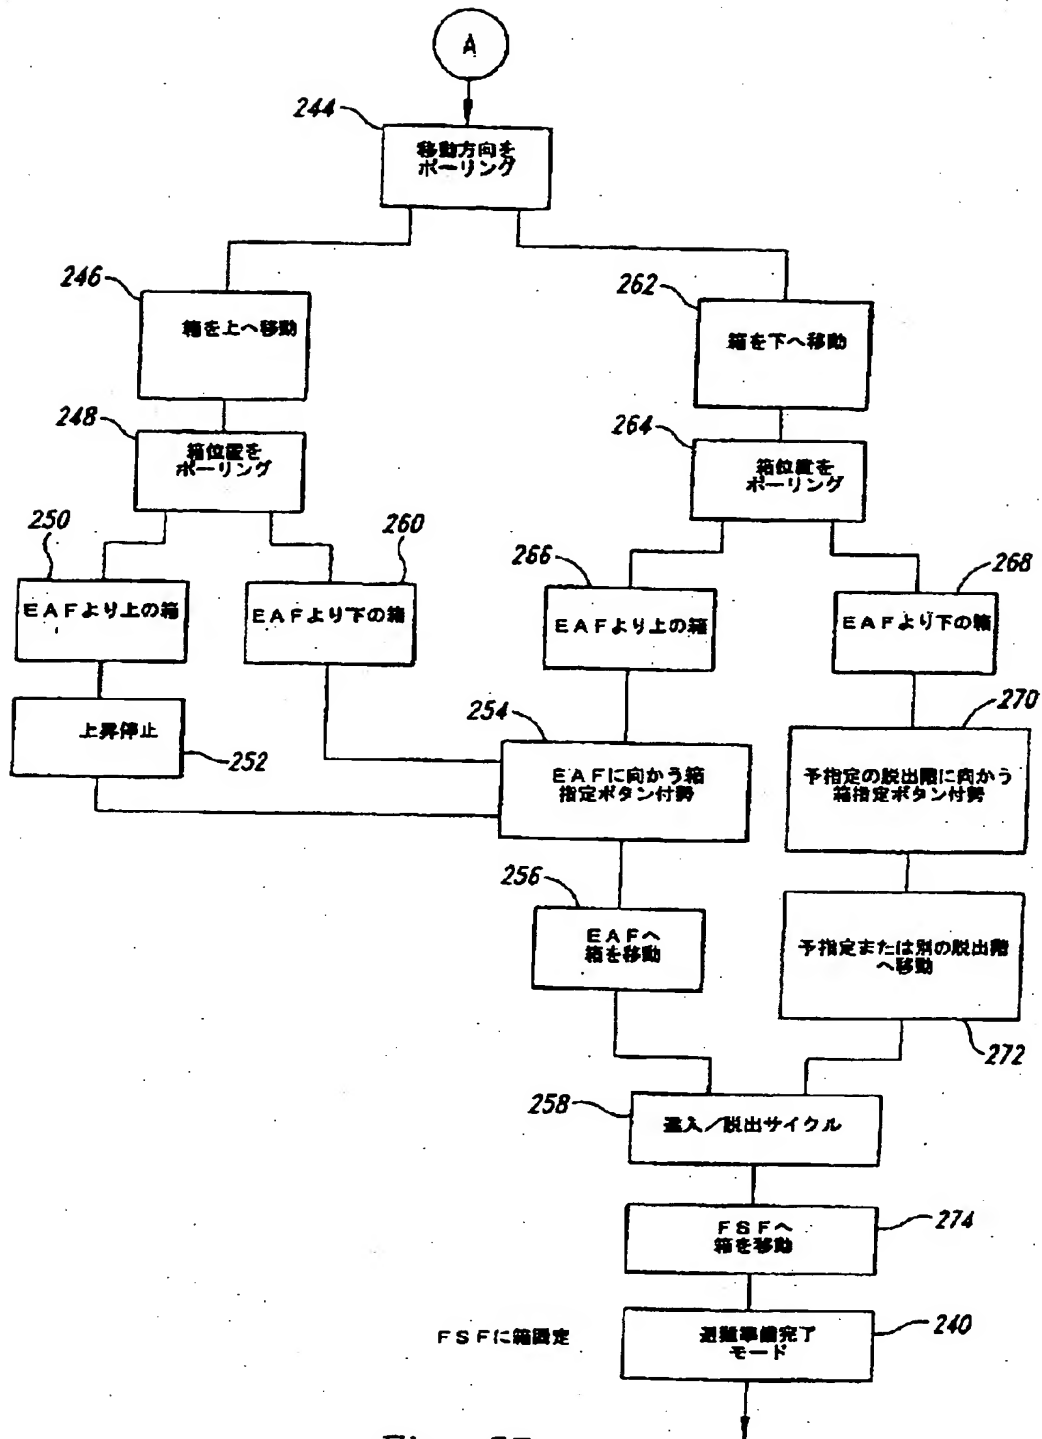 A
244
移動方向を
ポーリング
246
箱を上へ移動
262
箱を下へ移動
248
箱位置を
ポーリング
264
箱位置を
ポーリング
250
EAFより上の箱
260
EAFより下の箱
266
EAFより上の箱
268
EAFより下の箱
上昇停止
252
254
EAFに向かう箱
指定ボタン付勢
270
予指定の脱出階に向かう
箱指定ボタン付勢
256
EAFへ
箱を移動
予指定または別の脱出階
へ移動
272
258
進入/脱出サイクル
FSFへ
箱を移動
274
FSFに箱固定
避難準備完了
モード
240